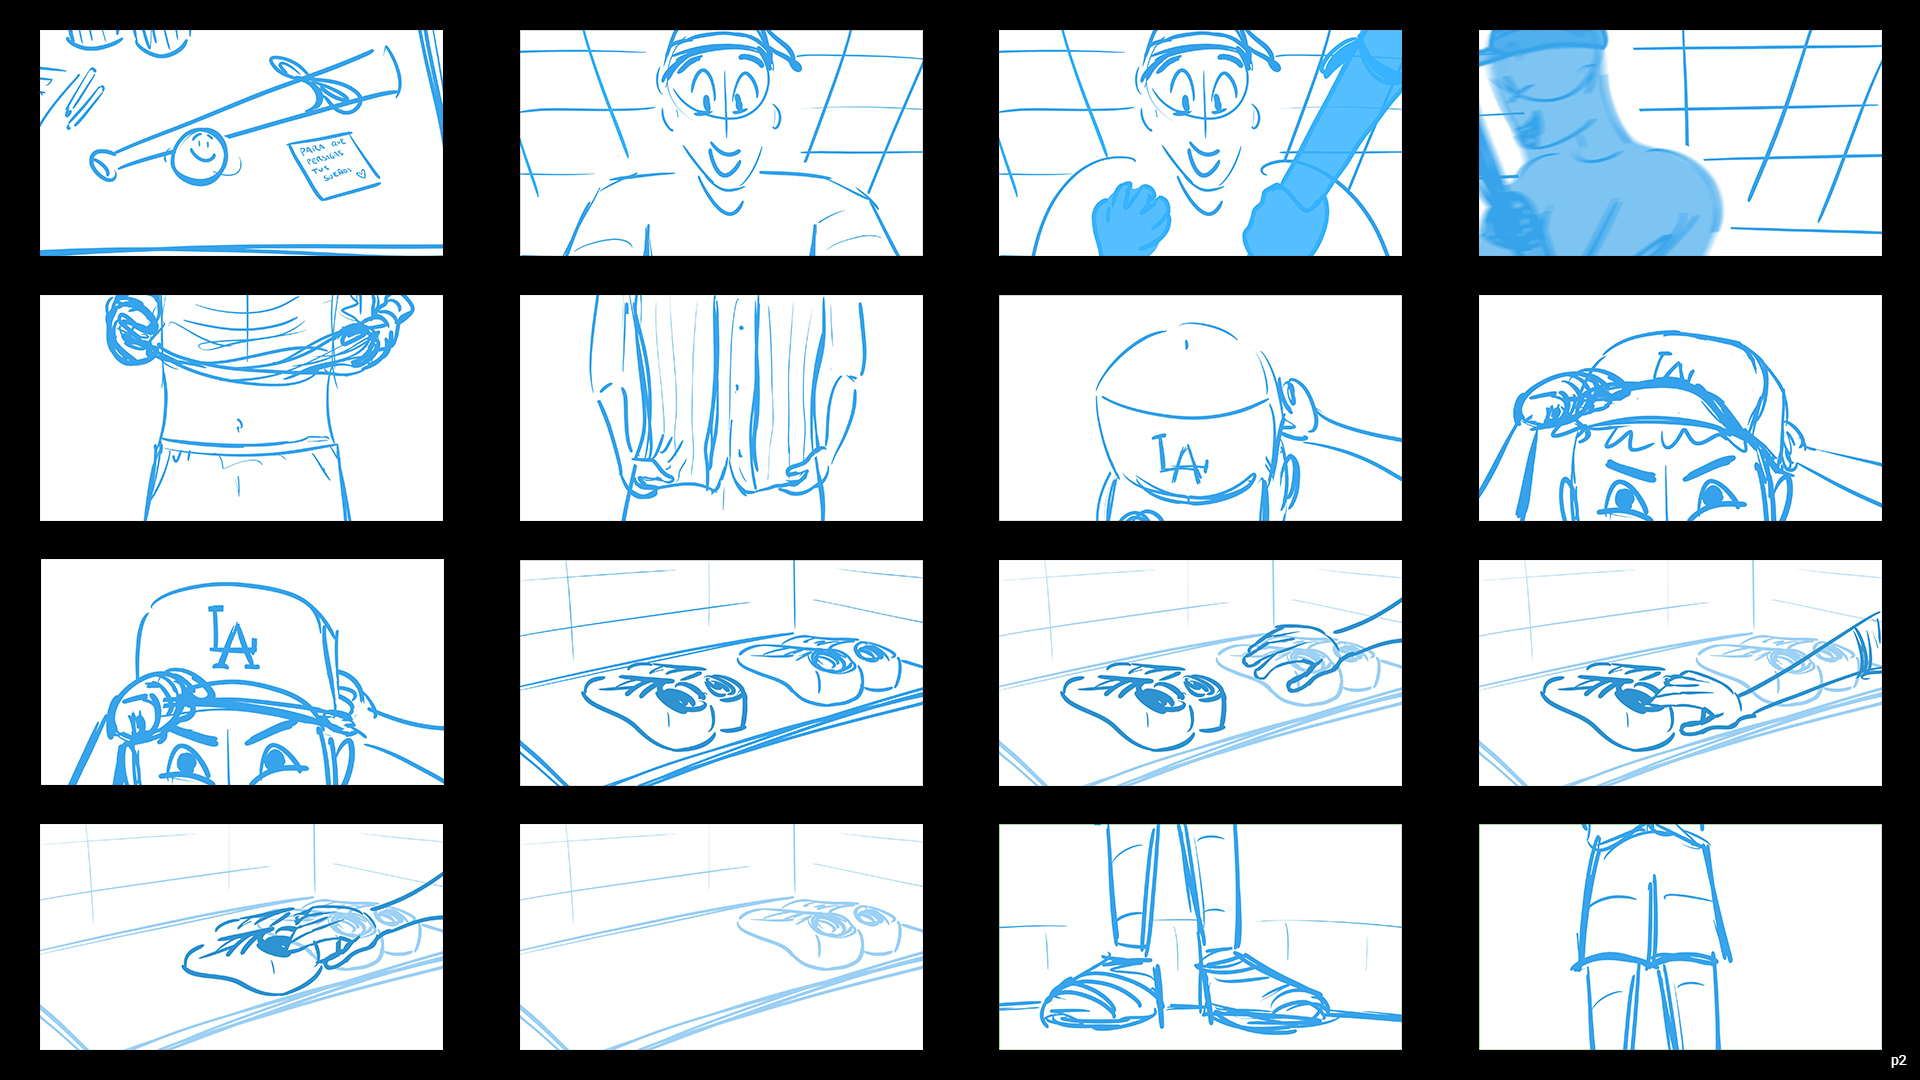 PARA QUE
PERSIGAS
TUS
SUEÑOS
LA
LA
LA
p2